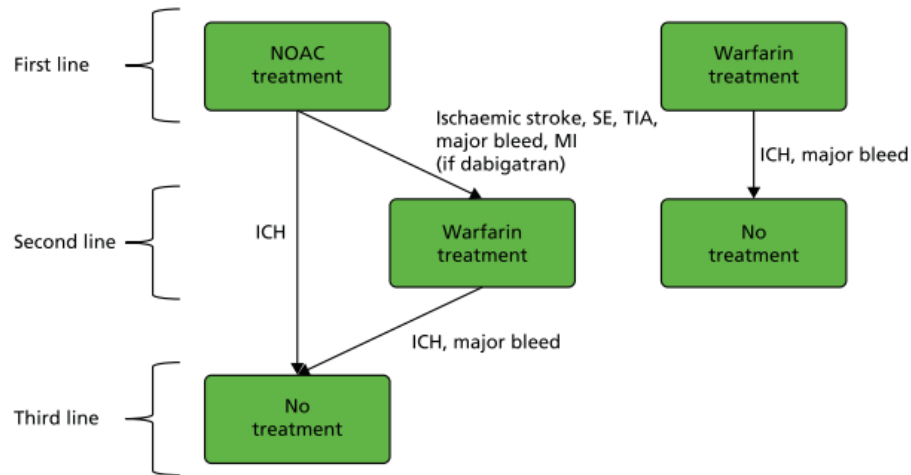 First line
NOAC
treatment
Warfarin
treatment
Ischaemic stroke, SE, TIA,
major bleed, MI
(if dabigatran)
ICH, major bleed
Second line
ICH
Warfarin
treatment
No
treatment
ICH, major bleed
Third line
No
treatment